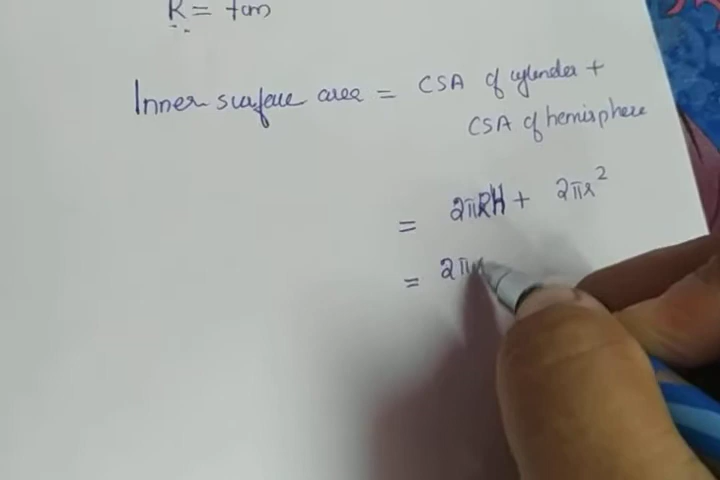 R = 7cm
Inner surface area = CSA of cylinder +
CSA of hemisphere
= 2πRH + 2πr²
= 2π